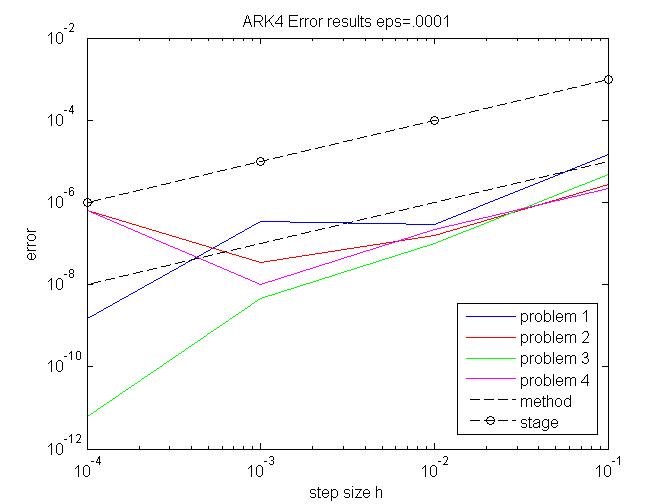 ARK4 Error results eps=.0001
10^-2
10^-4
10^-6
10^-8
10^-10
10^-12
error
10^-4
10^-3
10^-2
10^-1
step size h
problem 1
problem 2
problem 3
problem 4
method
stage